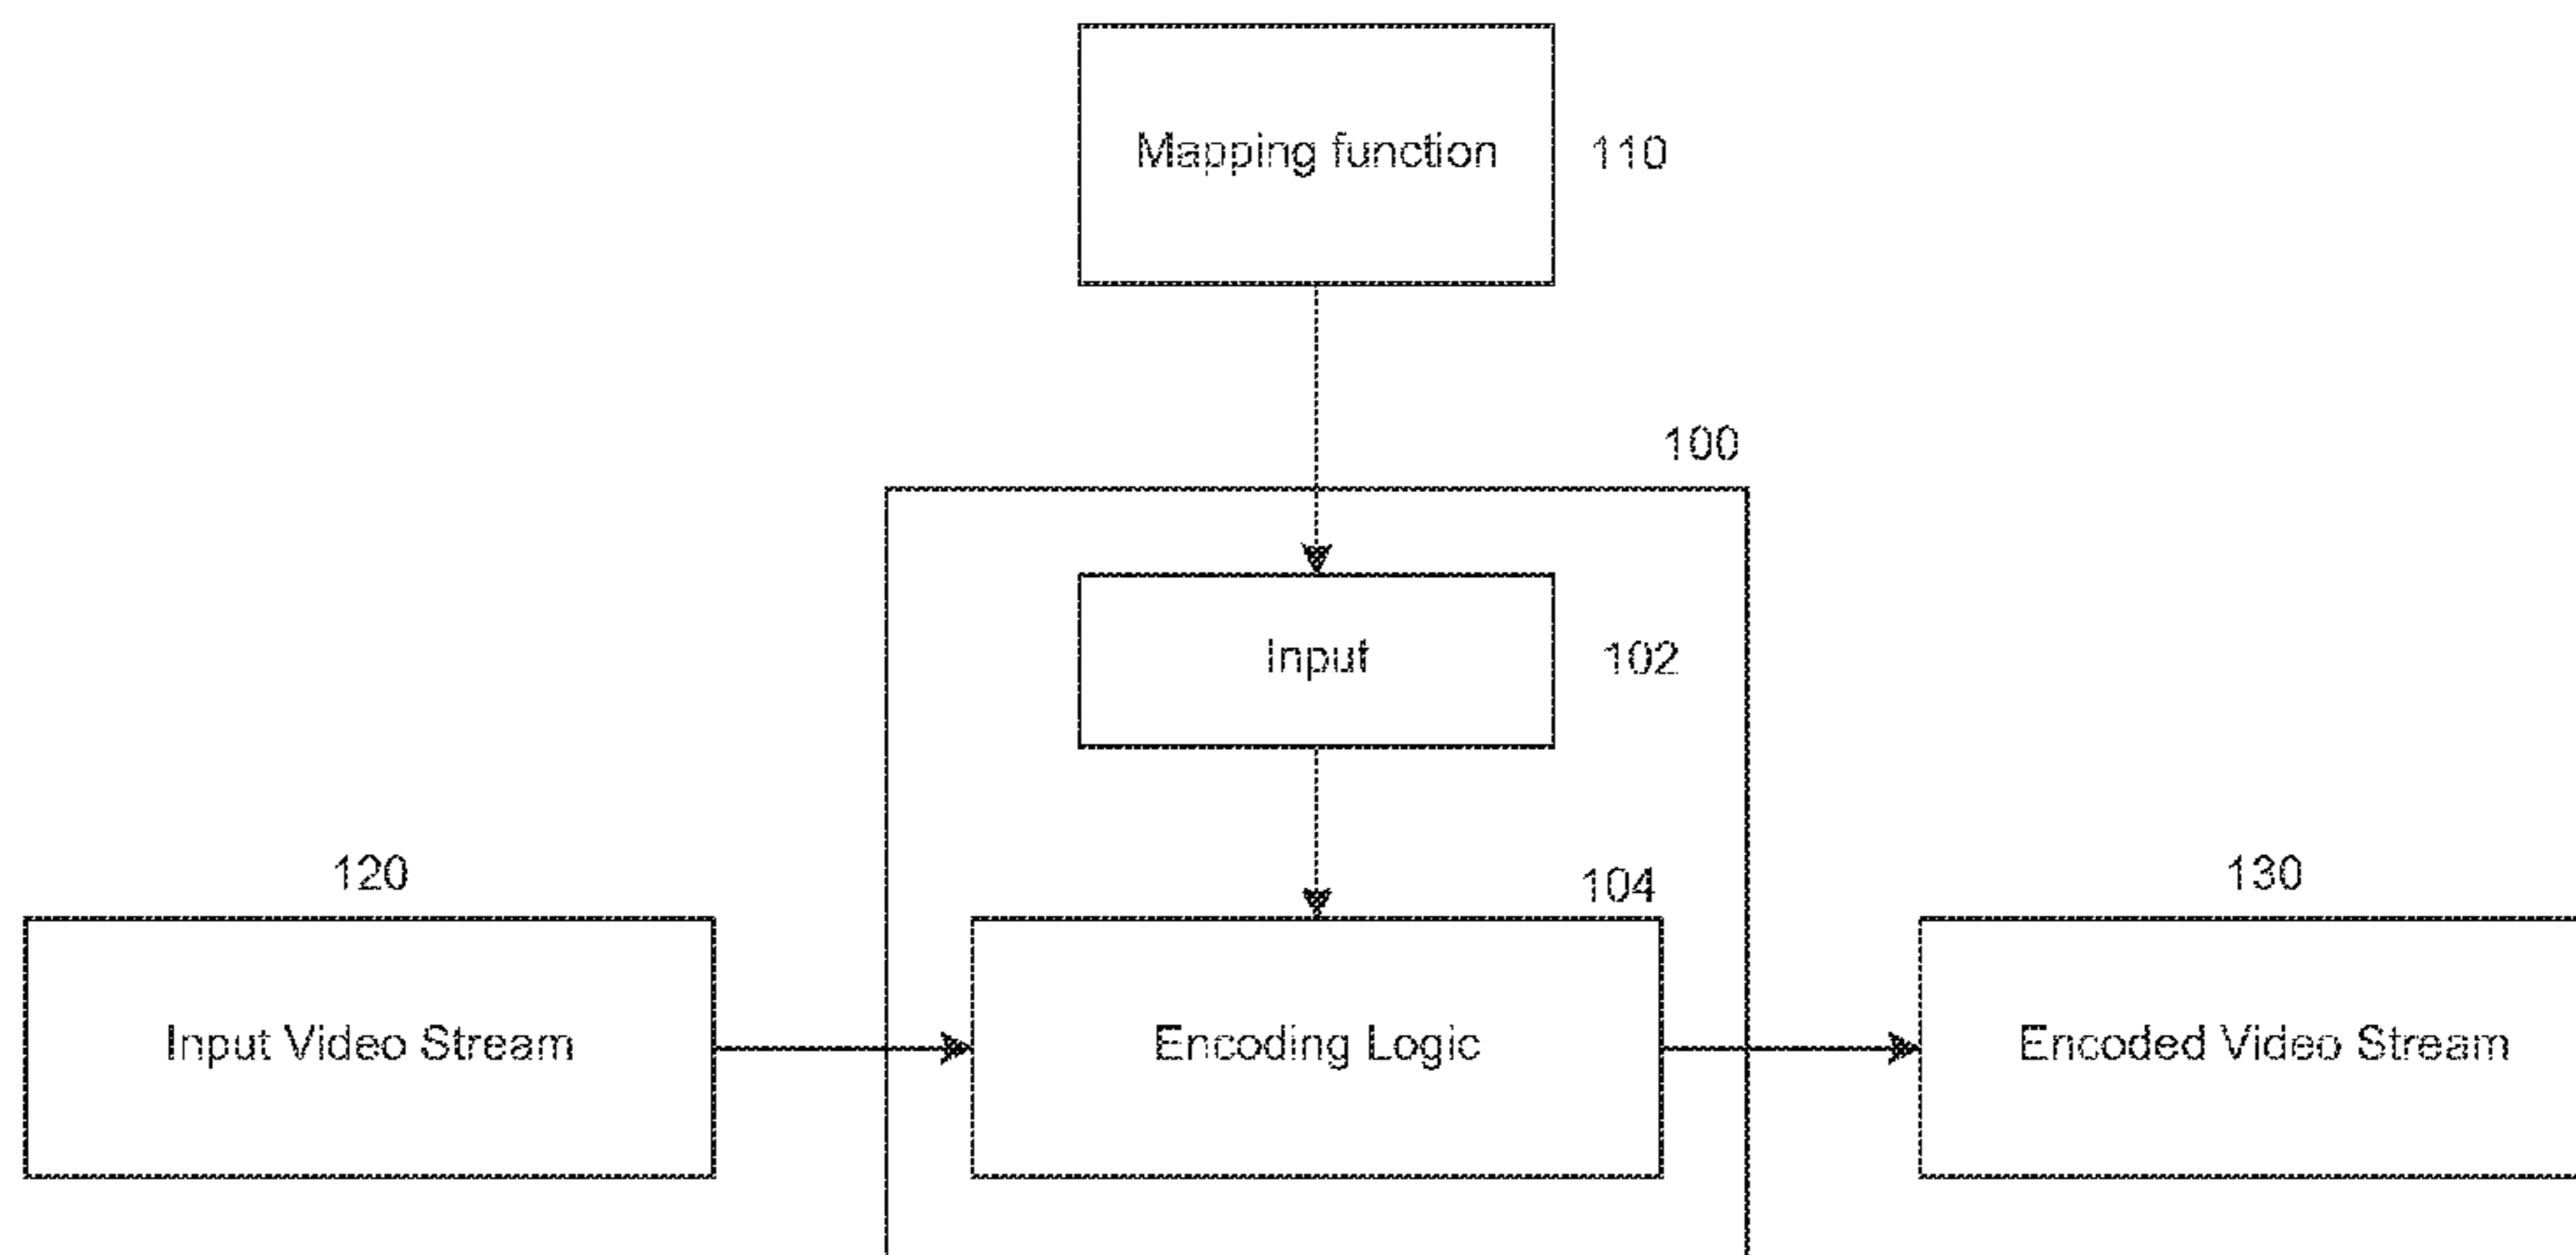 Mapping function
110
100
Input
102
120
104
130
Input Video Stream
Encoding Logic
Encoded Video Stream